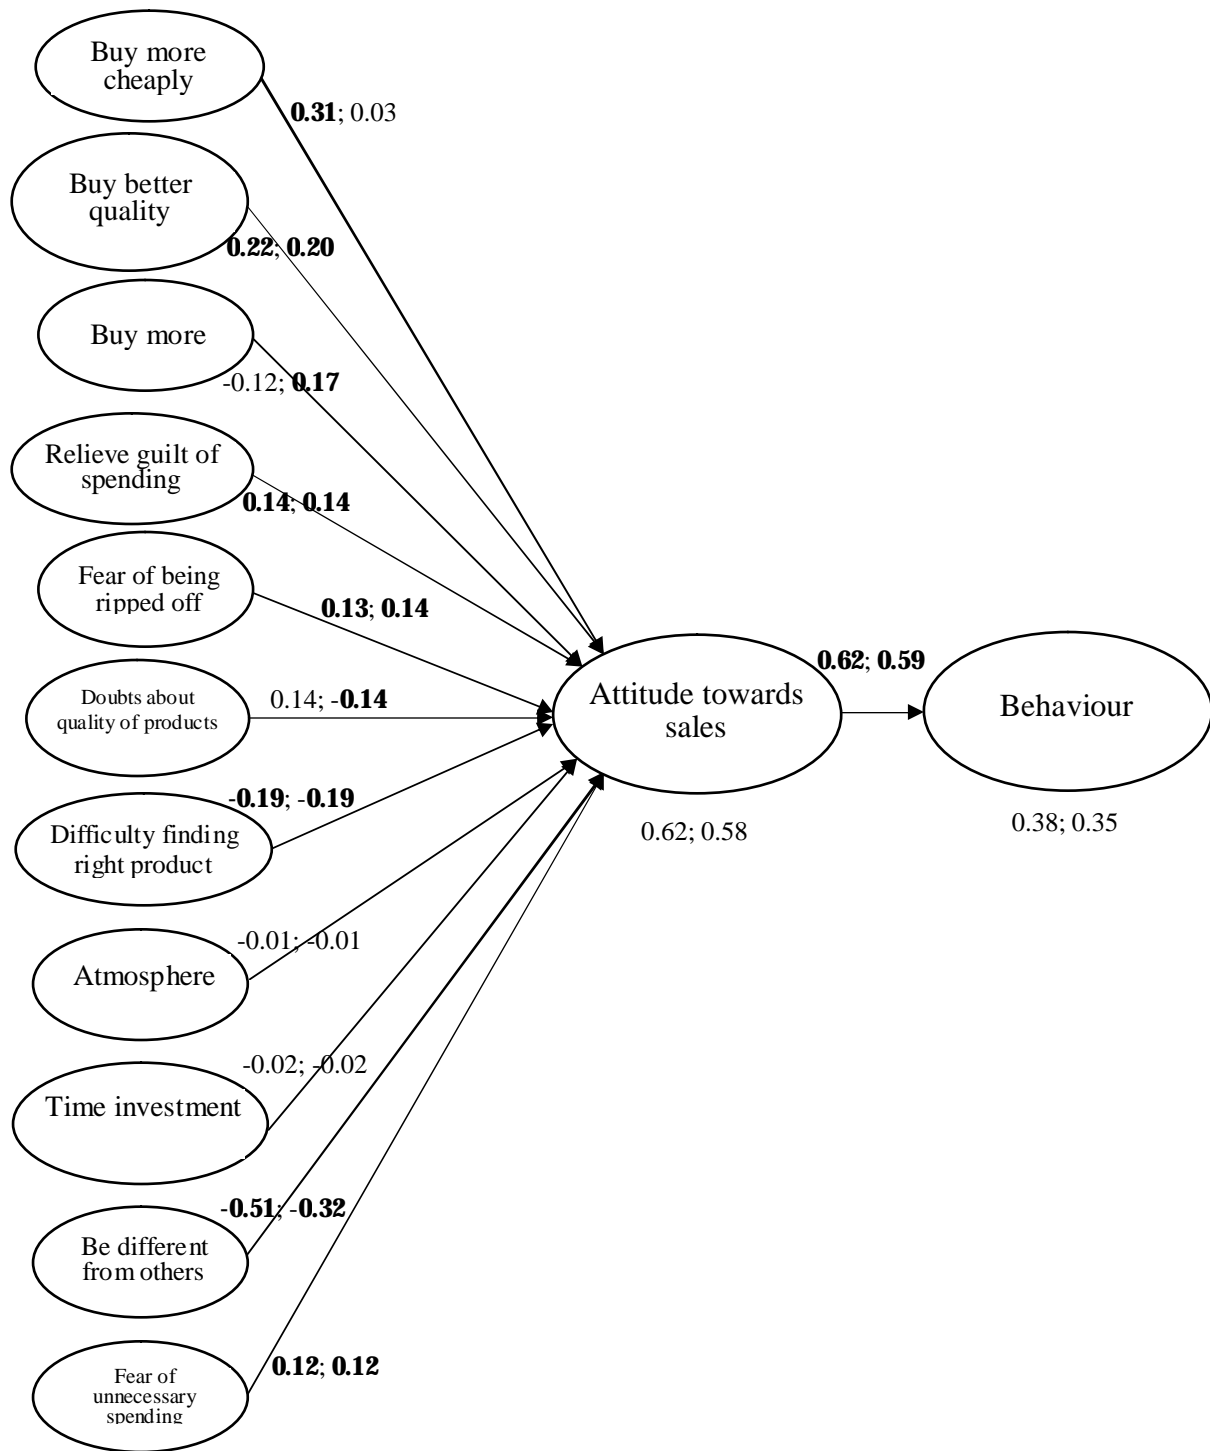 Buy more
cheaply
0.31; 0.03
Buy better
quality
0.22; 0.20
Buy more
-0.12; 0.17
Relieve guilt of
spending
0.14; 0.14
Fear of being
ripped off
0.13; 0.14
Doubts about
quality of products
0.14; -0.14
Attitude towards
sales
0.62; 0.59
Behaviour
0.62; 0.58
0.38; 0.35
-0.19; -0.19
Difficulty finding
right product
-0.01; -0.01
Atmosphere
-0.02; -0.02
Time investment
-0.51; -0.32
Be different
from others
0.12; 0.12
Fear of
unnecessary
spending